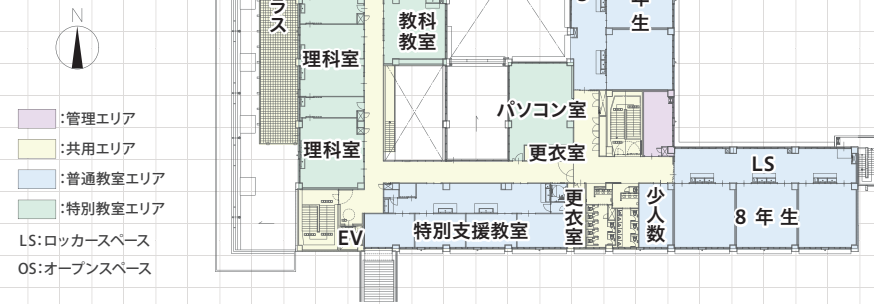 N
ラス
教科
教室
年
生
理科室
パソコン室
:管理エリア
:共用エリア
理科室
更衣室
LS
:普通教室エリア
:特別教室エリア
更衣室
少人数
8年生
EV
特別支援教室
LS:ロッカースペース
OS:オープンスペース